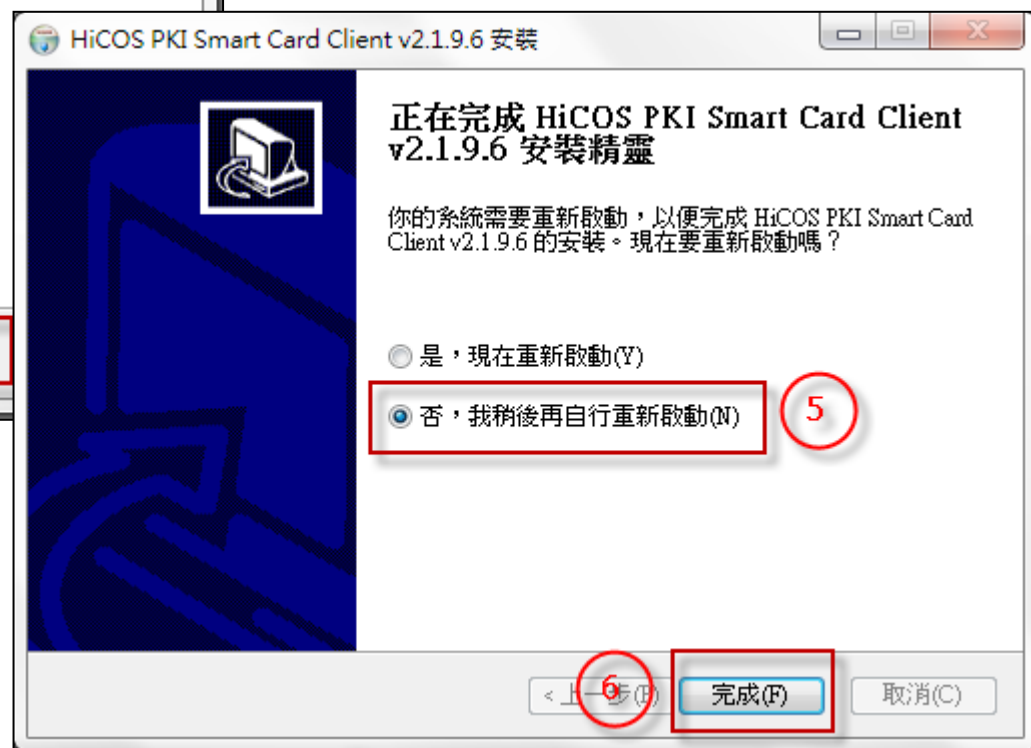 HiCOS PKI Smart Card Client v2.1.9.6 安裝
正在完成 HiCOS PKI Smart Card Client
v2.1.9.6 安裝精靈
你的系統需要重新啟動，以便完成 HiCOS PKI Smart Card
Client v2.1.9.6 的安裝。現在要重新啟動嗎？
是，現在重新啟動(Y)
否，我稍後再自行重新啟動(N)
5
6
<上一步(P)
完成(F)
取消(C)